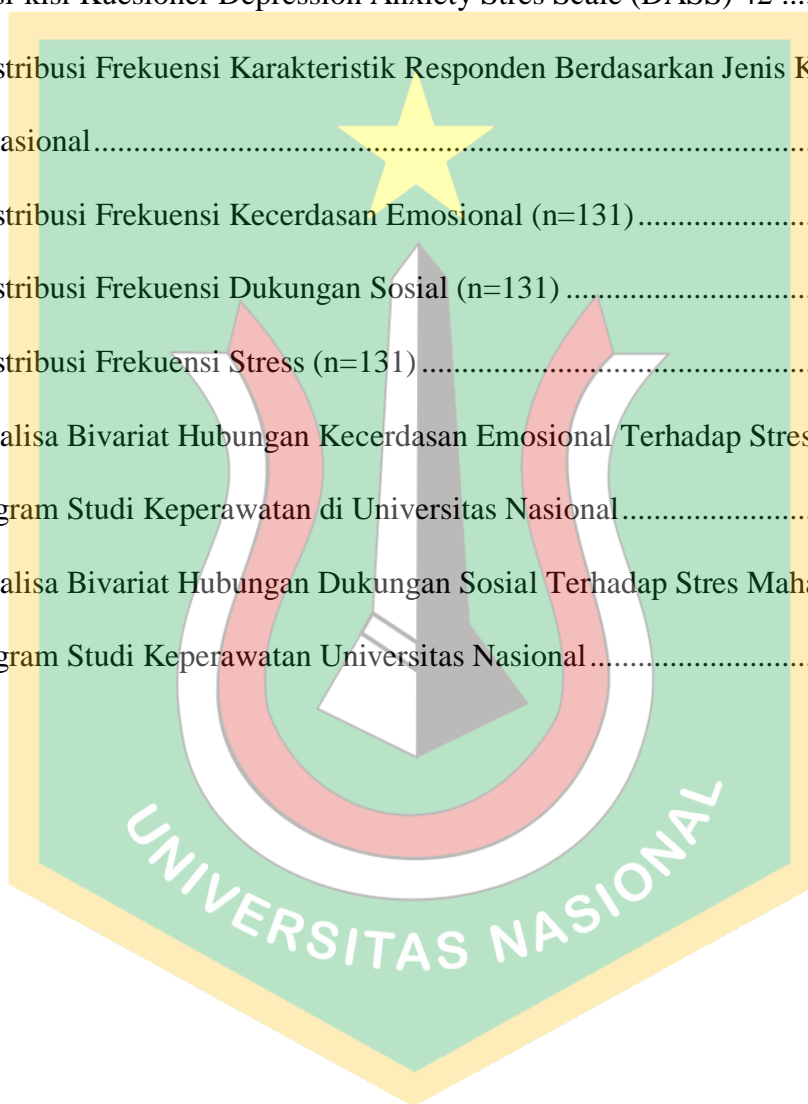 si-kisi Kuesioner Depression Anxiety Stres Scale (DASS) 42 ....
stribusi Frekuensi Karakteristik Responden Berdasarkan Jenis K
asional................................................................................
stribusi Frekuensi Kecerdasan Emosional (n=131)....................
stribusi Frekuensi Dukungan Sosial (n=131) ............................
stribusi Frekuensi Stress (n=131)..............................................
alisa Bivariat Hubungan Kecerdasan Emosional Terhadap Stres
gram Studi Keperawatan di Universitas Nasional......................
alisa Bivariat Hubungan Dukungan Sosial Terhadap Stres Maha
gram Studi Keperawatan Universitas Nasional..........................
UNIVERSITAS NASIONAL